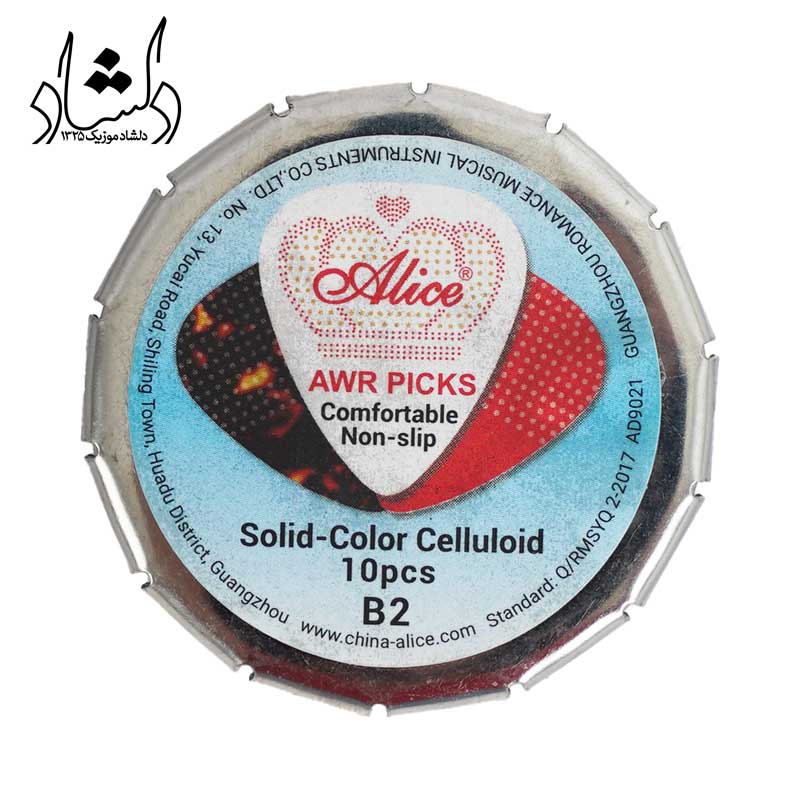 دلشاد
دلشاد موزیک ۱۳۲۵
GUANGZHOU ROMANCE MUSICAL INSTRUMENTS CO.,LTD. No. 13, Yucai Road, Shiling Town, Huadu District, Guangzhou
Alice®
AWR PICKS
Comfortable
Non-slip
Solid-Color Celluloid
10pcs
B2
www.china-alice.com
Standard: Q/RMSYQ 2-2017 AD9021